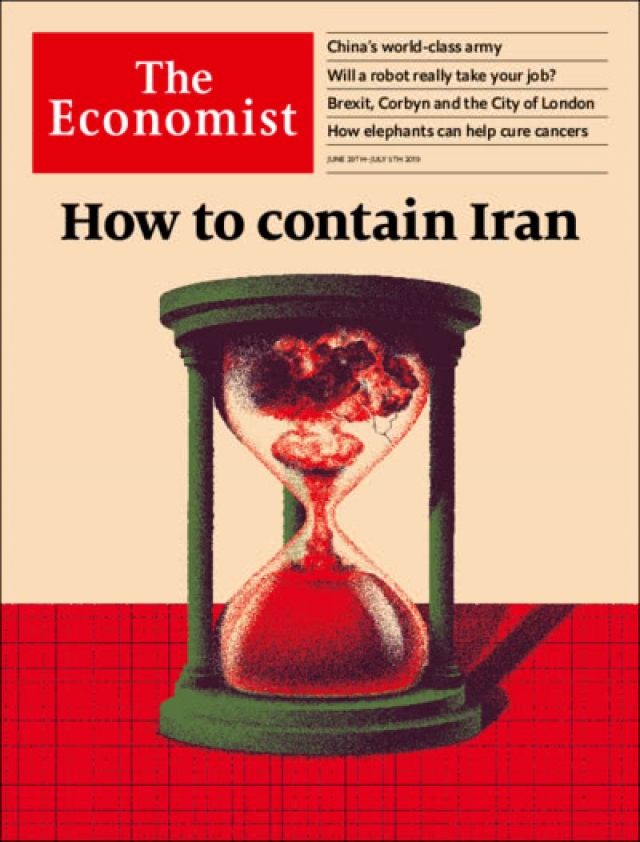 The
Economist
China's world-class army
Will a robot really take your job?
Brexit, Corbyn and the City of London
How elephants can help cure cancers
JUNE 29TH–JULY 5TH 2019
How to contain Iran